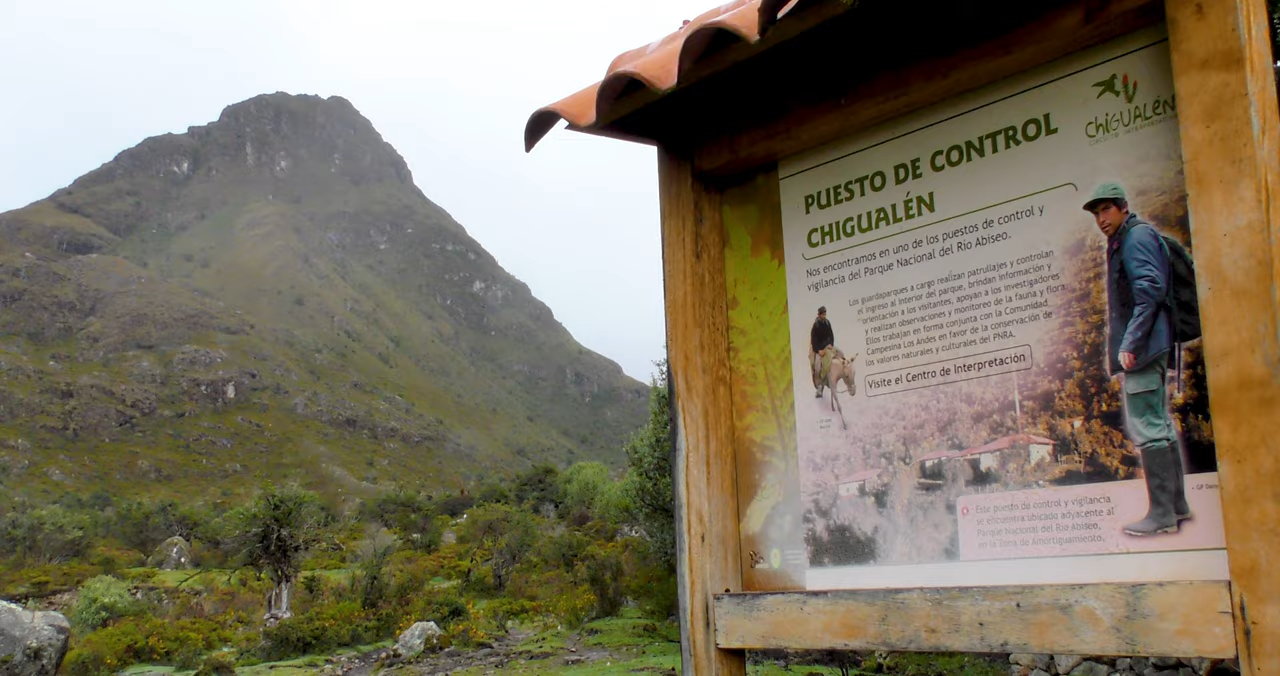 chiGUALéN
CIRCUITO INTERPRETATIVO
PUESTO DE CONTROL
CHIGUALÉN
Nos encontramos en uno de los puestos de control y
vigilancia del Parque Nacional del Río Abiseo.
Los guardaparques a cargo realizan patrullajes y controlan
el ingreso al interior del parque, brindan información y
orientación a los visitantes, apoyan a los investigadores
y realizan observaciones y monitoreo de la fauna y flora.
Ellos trabajan en forma conjunta con la Comunidad
Campesina Los Andes en favor de la conservación de
los valores naturales y culturales del PNRA.
Visite el Centro de Interpretación
Este puesto de control y vigilancia
se encuentra ubicado adyacente al
Parque Nacional del Río Abiseo,
en la Zona de Amortiguamiento.